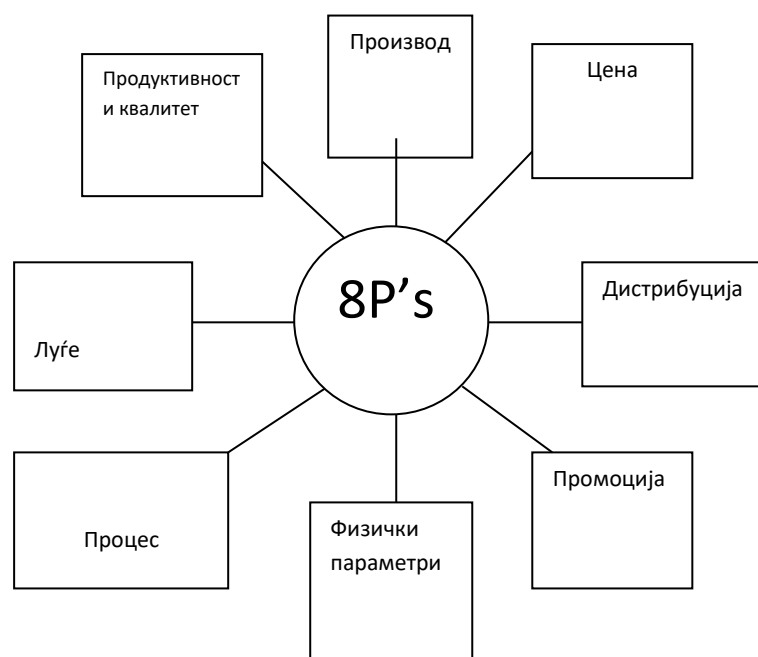 Производ
Цена
Продуктивност
и квалитет
8P’s
Дистрибуција
Луѓе
Промоција
Процес
Физички
параметри